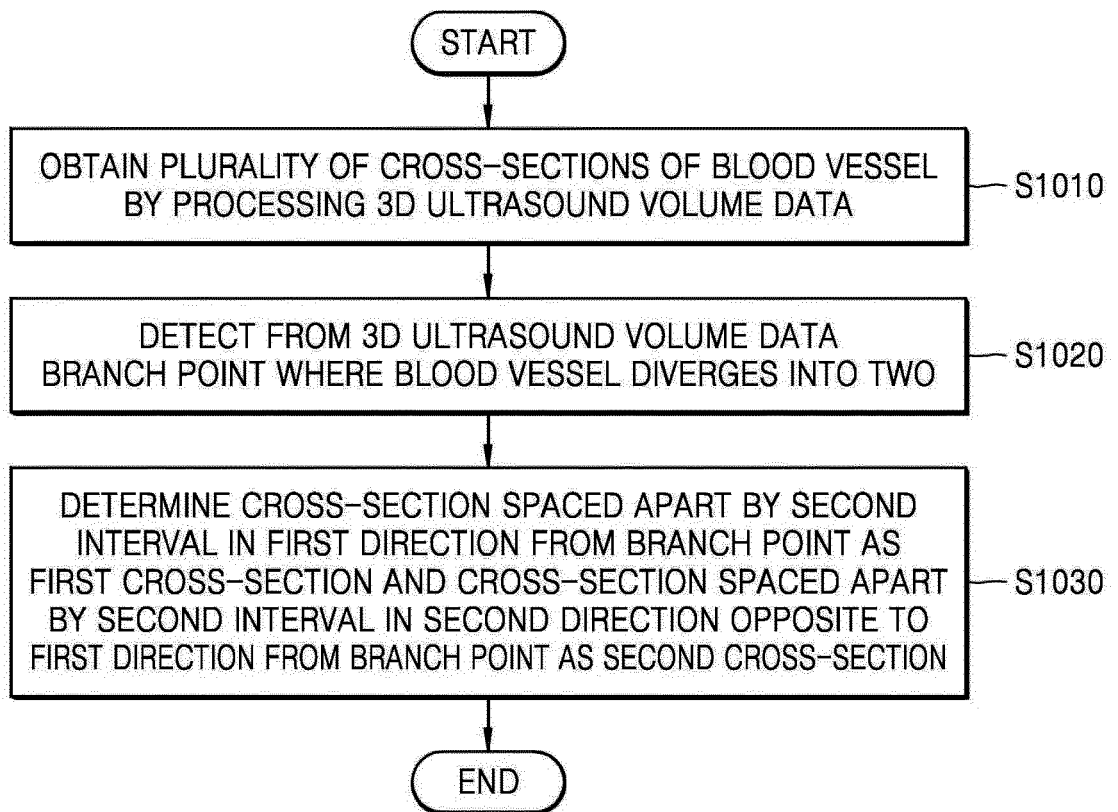 START
OBTAIN PLURALITY OF CROSS-SECTIONS OF BLOOD VESSEL
BY PROCESSING 3D ULTRASOUND VOLUME DATA
S1010
DETECT FROM 3D ULTRASOUND VOLUME DATA
BRANCH POINT WHERE BLOOD VESSEL DIVERGES INTO TWO
S1020
DETERMINE CROSS-SECTION SPACED APART BY SECOND
INTERVAL IN FIRST DIRECTION FROM BRANCH POINT AS
FIRST CROSS-SECTION AND CROSS-SECTION SPACED APART
BY SECOND INTERVAL IN SECOND DIRECTION OPPOSITE TO
FIRST DIRECTION FROM BRANCH POINT AS SECOND CROSS-SECTION
S1030
END